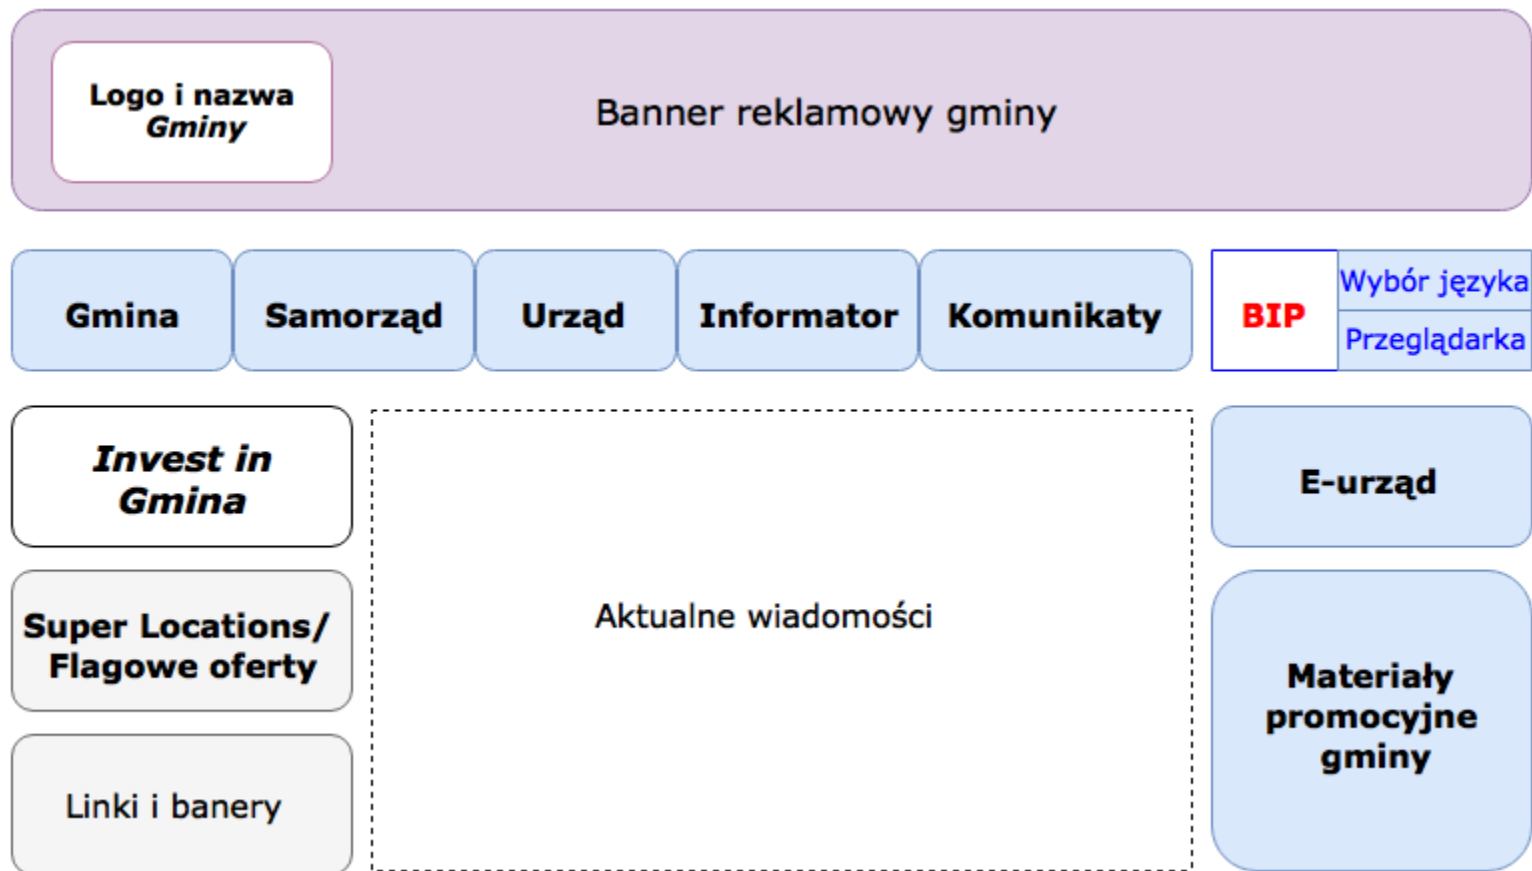 Logo i nazwa
Gminy
Banner reklamowy gminy
Gmina
Samorząd
Urząd
Informator
Komunikaty
BIP
Wybór języka
Przeglądarka
Invest in
Gmina
Super Locations/
Flagowe oferty
Linki i banery
Aktualne wiadomości
E-urząd
Materiały
promocyjne
gminy